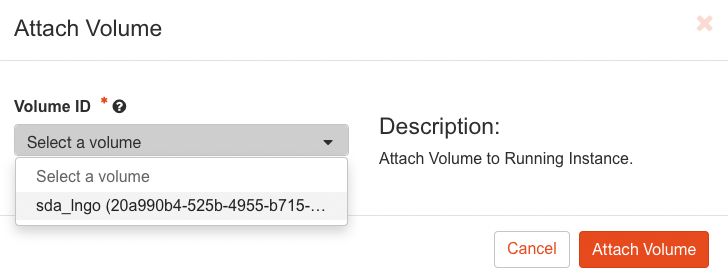 Attach Volume
Volume ID *
Select a volume
Select a volume
sda_lngo (20a990b4-525b-4955-b715-...
Description:
Attach Volume to Running Instance.
Cancel
Attach Volume